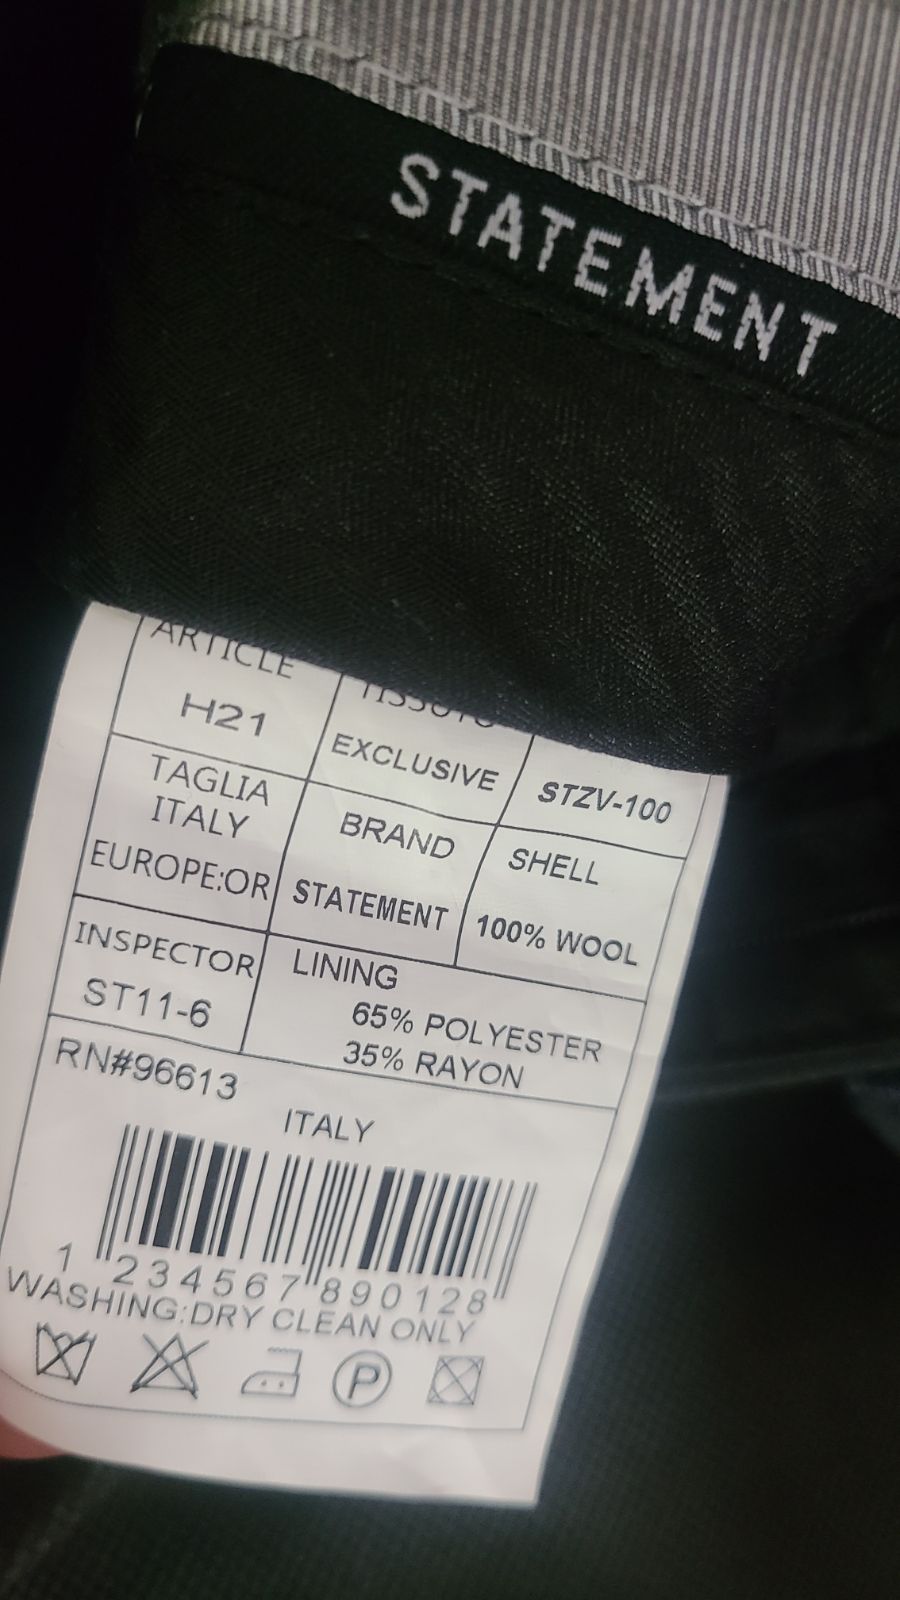 STATEMENT
ARTICLE
H21
TISSUTO
EXCLUSIVE
STZV-100
TAGLIA
ITALY
EUROPE:OR
BRAND
STATEMENT
SHELL
100% WOOL
INSPECTOR
ST11-6
LINING
65% POLYESTER
35% RAYON
RN#96613
ITALY
1 234567 890128
WASHING:DRY CLEAN ONLY
P